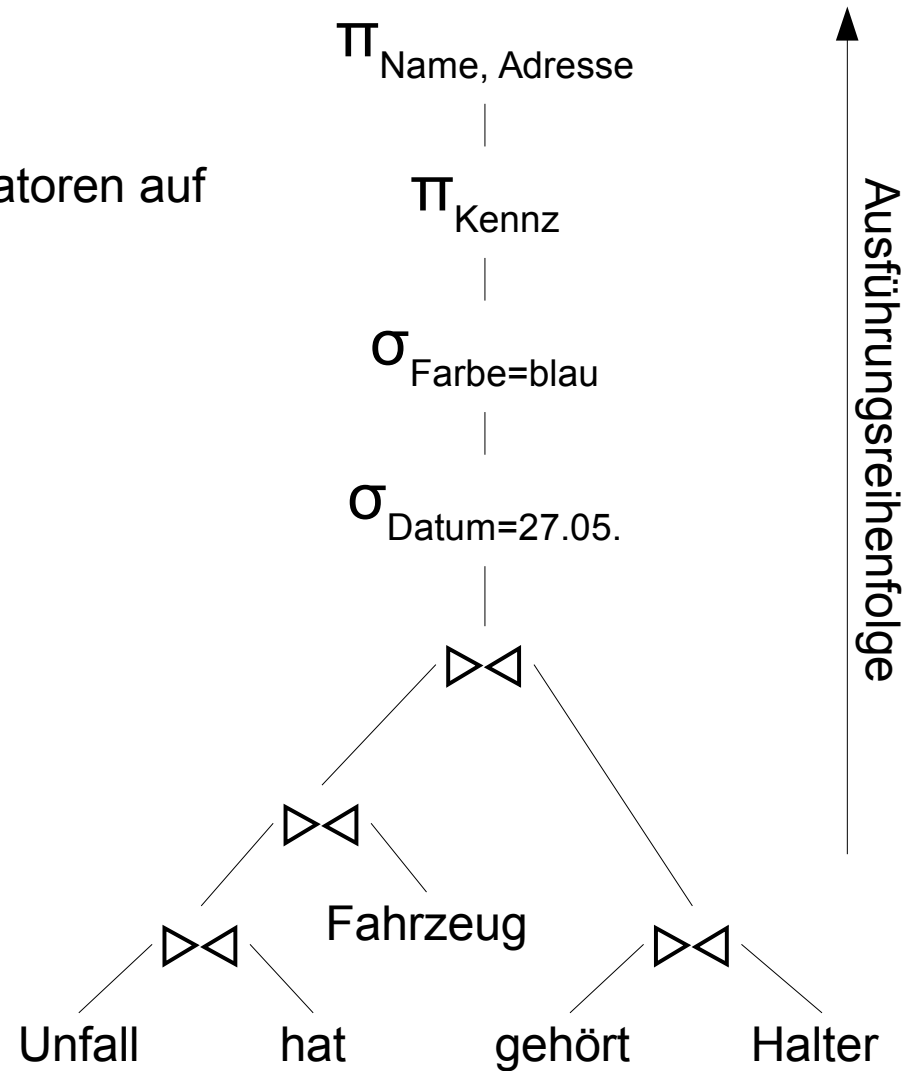 π Name, Adresse
atoren auf
π Kennz
σ Farbe=blau
σ Datum=27.05.
⋈
⋈
Fahrzeug
⋈ ⋈
Unfall hat gehört Halter
Ausführungsreihenfolge